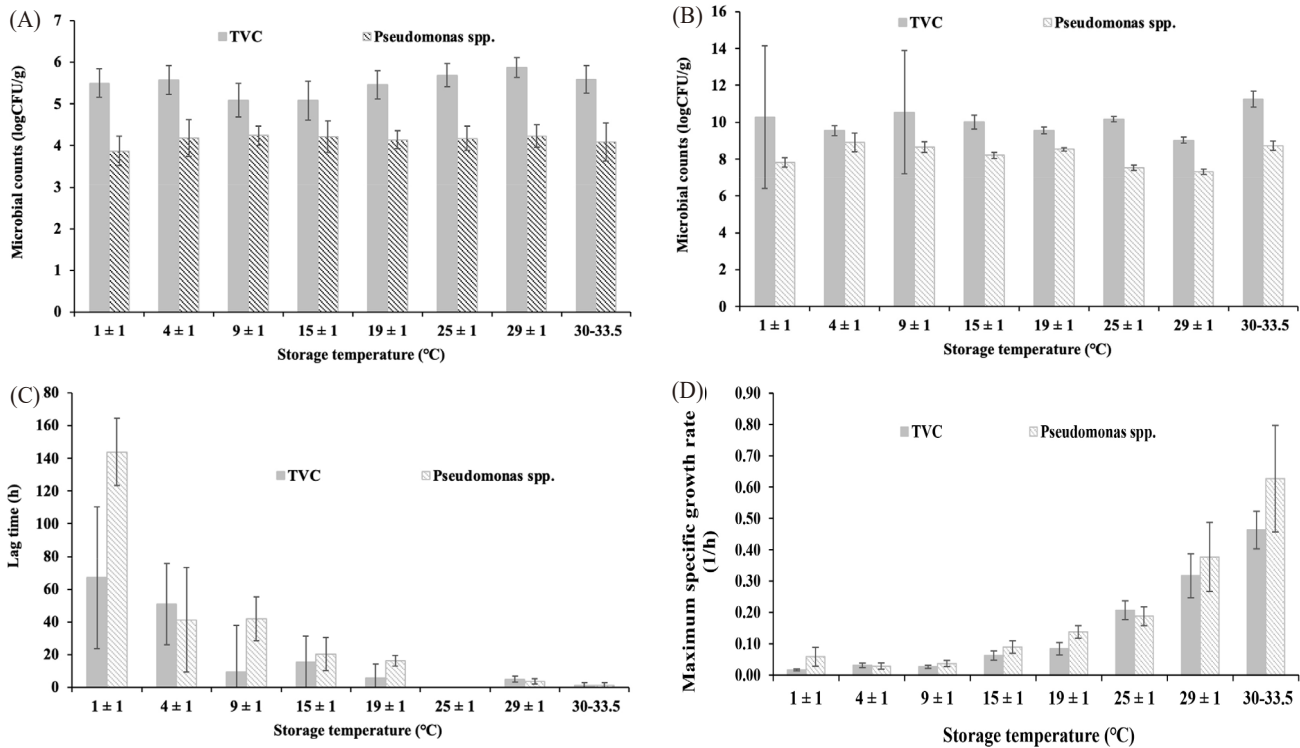 (A)
Microbial counts (logCFU/g)
7
6
5
4
3
2
1
0
TVC Pseudomonas spp.
1 ± 1 4 ± 1 9 ± 1 15 ± 1 19 ± 1 25 ± 1 29 ± 1 30-33.5
Storage temperature (°C)
(B)
Microbial counts (logCFU/g)
16
14
12
10
8
6
4
2
0
TVC Pseudomonas spp.
1 ± 1 4 ± 1 9 ± 1 15 ± 1 19 ± 1 25 ± 1 29 ± 1 30-33.5
Storage temperature (°C)
(C)
Lag time (h)
80
160
140
120
100
80
60
40
20
0
TVC Pseudomonas spp.
1 ± 1 4 ± 1 9 ± 1 15 ± 1 19 ± 1 25 ± 1 29 ± 1 30-33.5
Storage temperature (°C)
(D)
Maximum specific growth rate
(1/h)
0.90
0.80
0.70
0.60
0.50
0.40
0.30
0.20
0.10
0.00
TVC Pseudomonas spp.
1 ± 1 4 ± 1 9 ± 1 15 ± 1 19 ± 1 25 ± 1 29 ± 1 30-33.5
Storage temperature (°C)